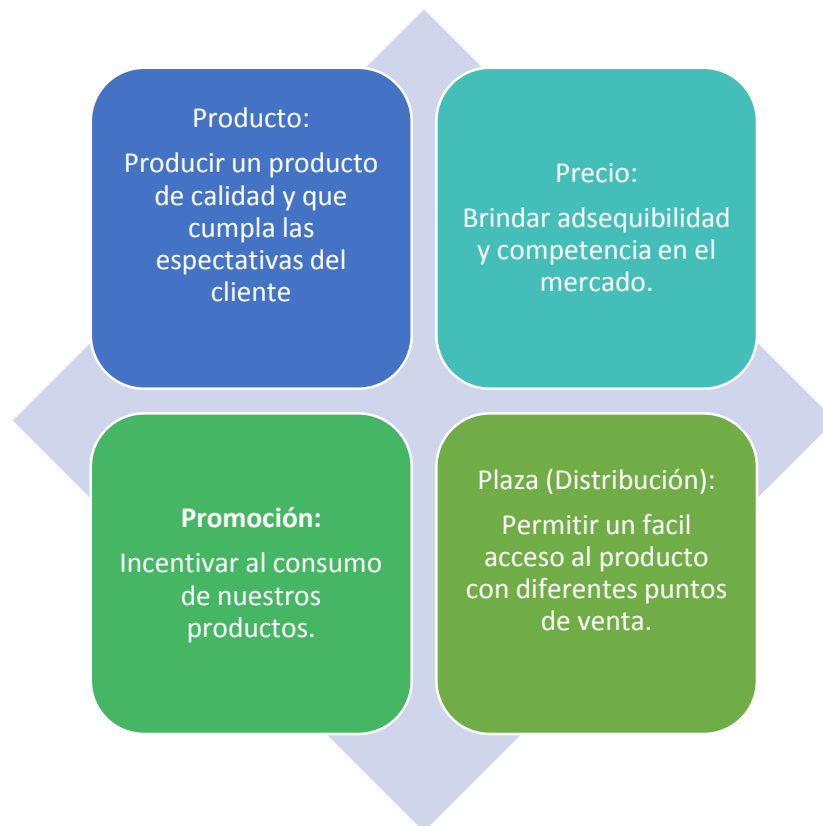 Producto:
Producir un producto
de calidad y que
cumpla las
espectativas del
cliente
Precio:
Brindar adsequibilidad
y competencia en el
mercado.
Promoción:
Incentivar al consumo
de nuestros
productos.
Plaza (Distribución):
Permitir un facil
acceso al producto
con diferentes puntos
de venta.